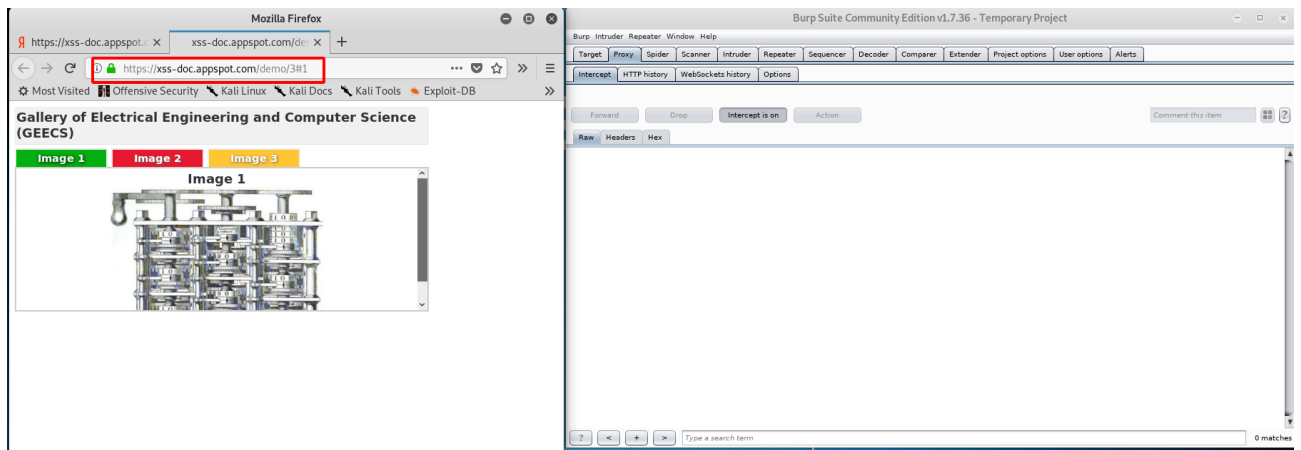 Mozilla Firefox
https://xss-doc.appspot.c
xss-doc.appspot.com/de
https://xss-doc.appspot.com/demo/3#1
Most Visited Offensive Security Kali Linux Kali Docs Kali Tools Exploit-DB
Gallery of Electrical Engineering and Computer Science
(GEECS)
Image 1 Image 2 Image 3
Image 1
Burp Suite Community Edition v1.7.36 - Temporary Project
Burp Intruder Repeater Window Help
Target Proxy Spider Scanner Intruder Repeater Sequencer Decoder Comparer Extender Project options User options Alerts
Intercept HTTP history WebSockets history Options
Forward Drop Intercept is on Action Comment this item ?
Raw Headers Hex
? < + > Type a search term 0 matches